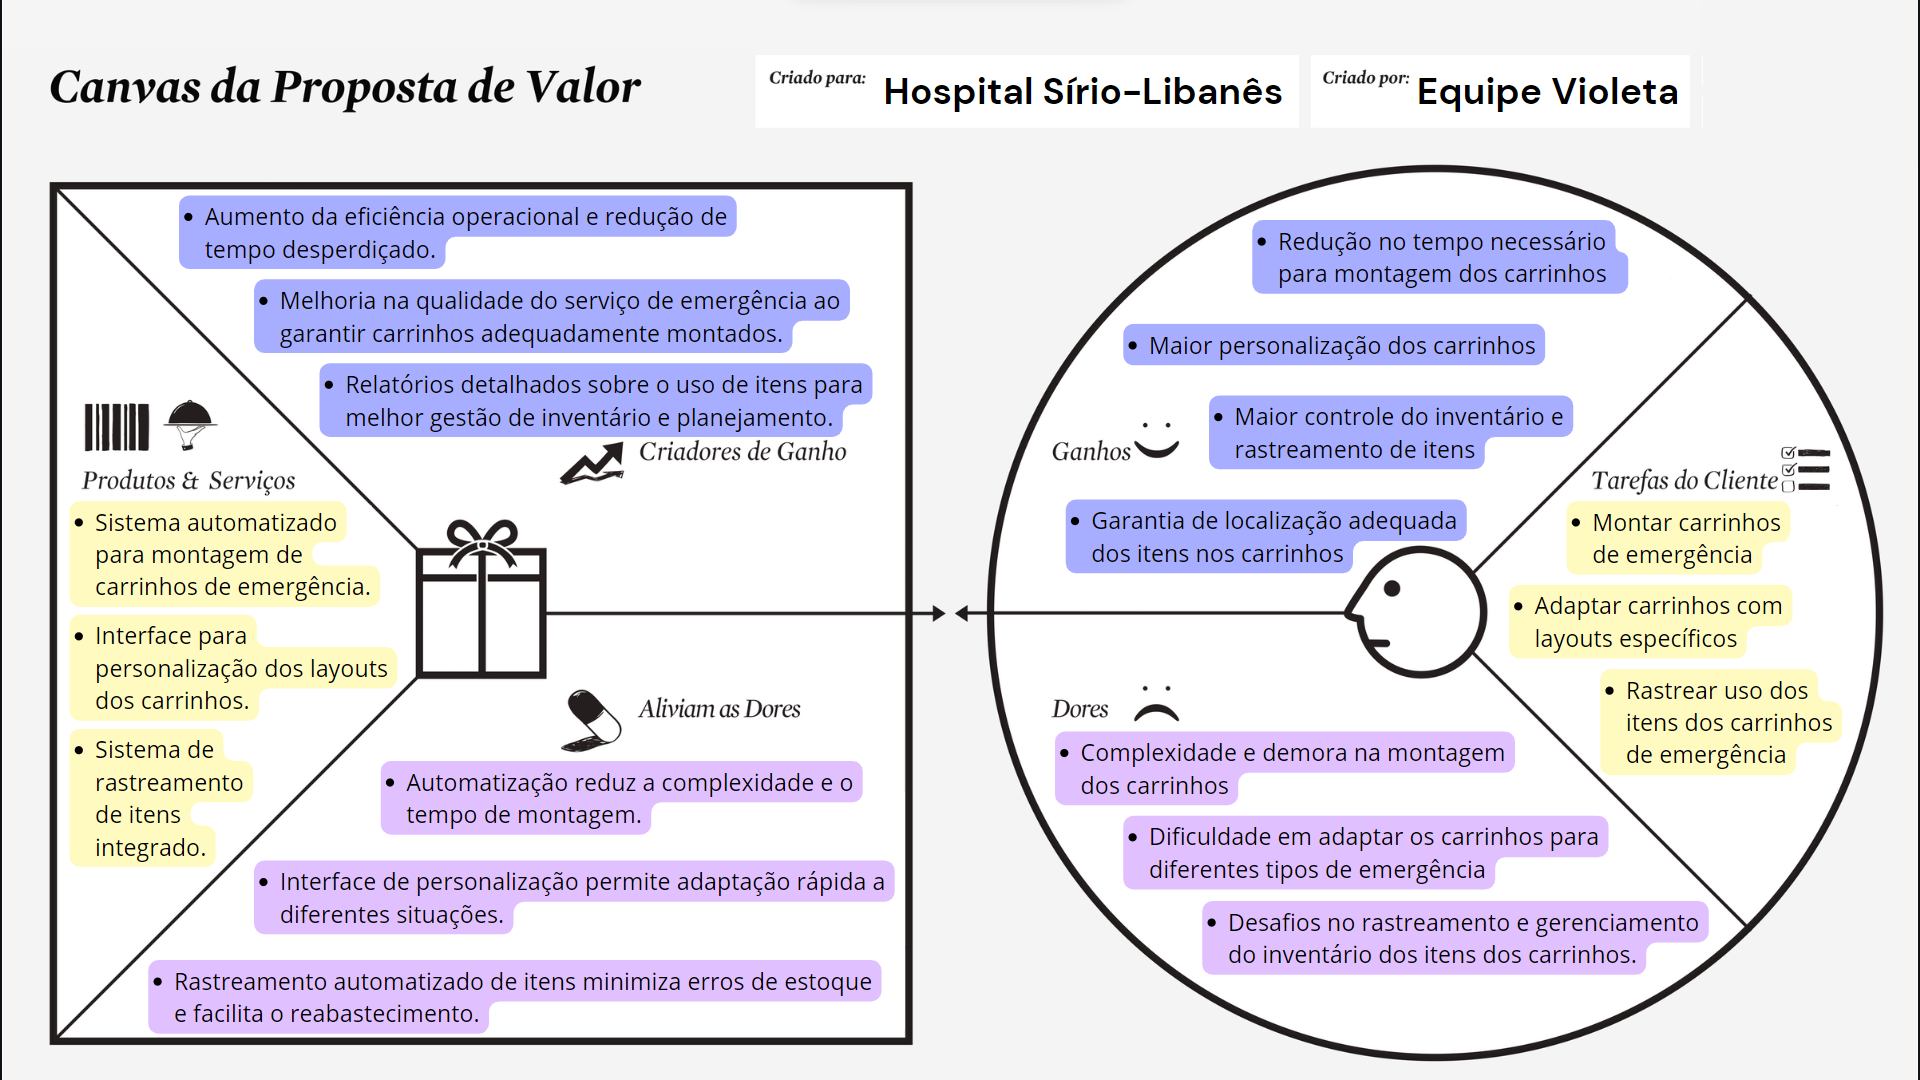 Canvas da Proposta de Valor
Criado para: Hospital Sírio-Libanês
Criado por: Equipe Violeta
• Aumento da eficiência operacional e redução de
tempo desperdiçado.
• Melhoria na qualidade do serviço de emergência ao
garantir carrinhos adequadamente montados.
• Relatórios detalhados sobre o uso de itens para
melhor gestão de inventário e planejamento.
Criadores de Ganho
Produtos & Serviços
• Sistema automatizado
para montagem de
carrinhos de emergência.
• Interface para
personalização dos layouts
dos carrinhos.
• Sistema de
rastreamento
de itens
integrado.
Aliviam as Dores
• Automatização reduz a complexidade e o
tempo de montagem.
• Interface de personalização permite adaptação rápida a
diferentes situações.
• Rastreamento automatizado de itens minimiza erros de estoque
e facilita o reabastecimento.
• Redução no tempo necessário
para montagem dos carrinhos
• Maior personalização dos carrinhos
Ganhos
• Maior controle do inventário e
rastreamento de itens
• Garantia de localização adequada
dos itens nos carrinhos
Tarefas do Cliente
• Montar carrinhos
de emergência
• Adaptar carrinhos com
layouts específicos
• Rastrear uso dos
itens dos carrinhos
de emergência
Dores
• Complexidade e demora na montagem
dos carrinhos
• Dificuldade em adaptar os carrinhos para
diferentes tipos de emergência
• Desafios no rastreamento e gerenciamento
do inventário dos itens dos carrinhos.